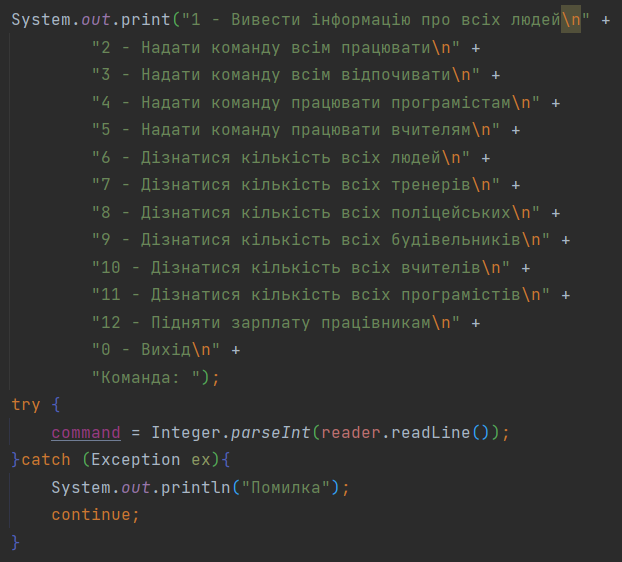 System.out.print("1 - Вивести інформацію про всіх людей\n" +
"2 - Надати команду всім працювати\n" +
"3 - Надати команду всім відпочивати\n" +
"4 - Надати команду працювати програмістам\n" +
"5 - Надати команду працювати вчителям\n" +
"6 - Дізнатися кількість всіх людей\n" +
"7 - Дізнатися кількість всіх тренерів\n" +
"8 - Дізнатися кількість всіх поліцейських\n" +
"9 - Дізнатися кількість всіх будівельників\n" +
"10 - Дізнатися кількість всіх вчителів\n" +
"11 - Дізнатися кількість всіх програмістів\n" +
"12 - Підняти зарплату працівникам\n" +
"0 - Вихід\n" +
"Команда: ");
try {
command = Integer.parseInt(reader.readLine());
}catch (Exception ex){
System.out.println("Помилка");
continue;
}